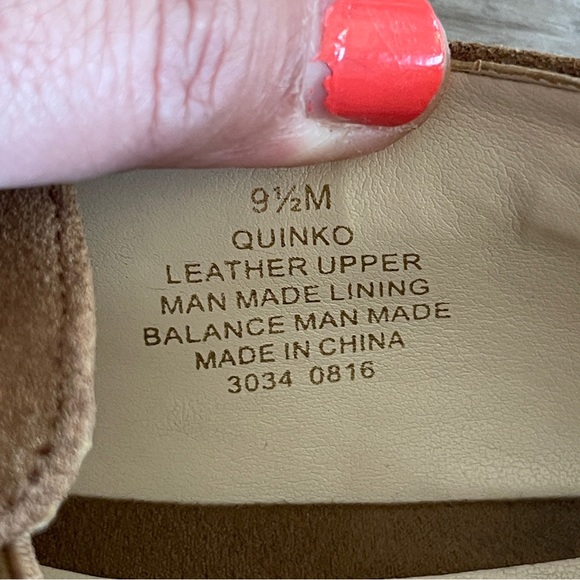 9½M
QUINKO
LEATHER UPPER
MAN MADE LINING
BALANCE MAN MADE
MADE IN CHINA
3034 0816